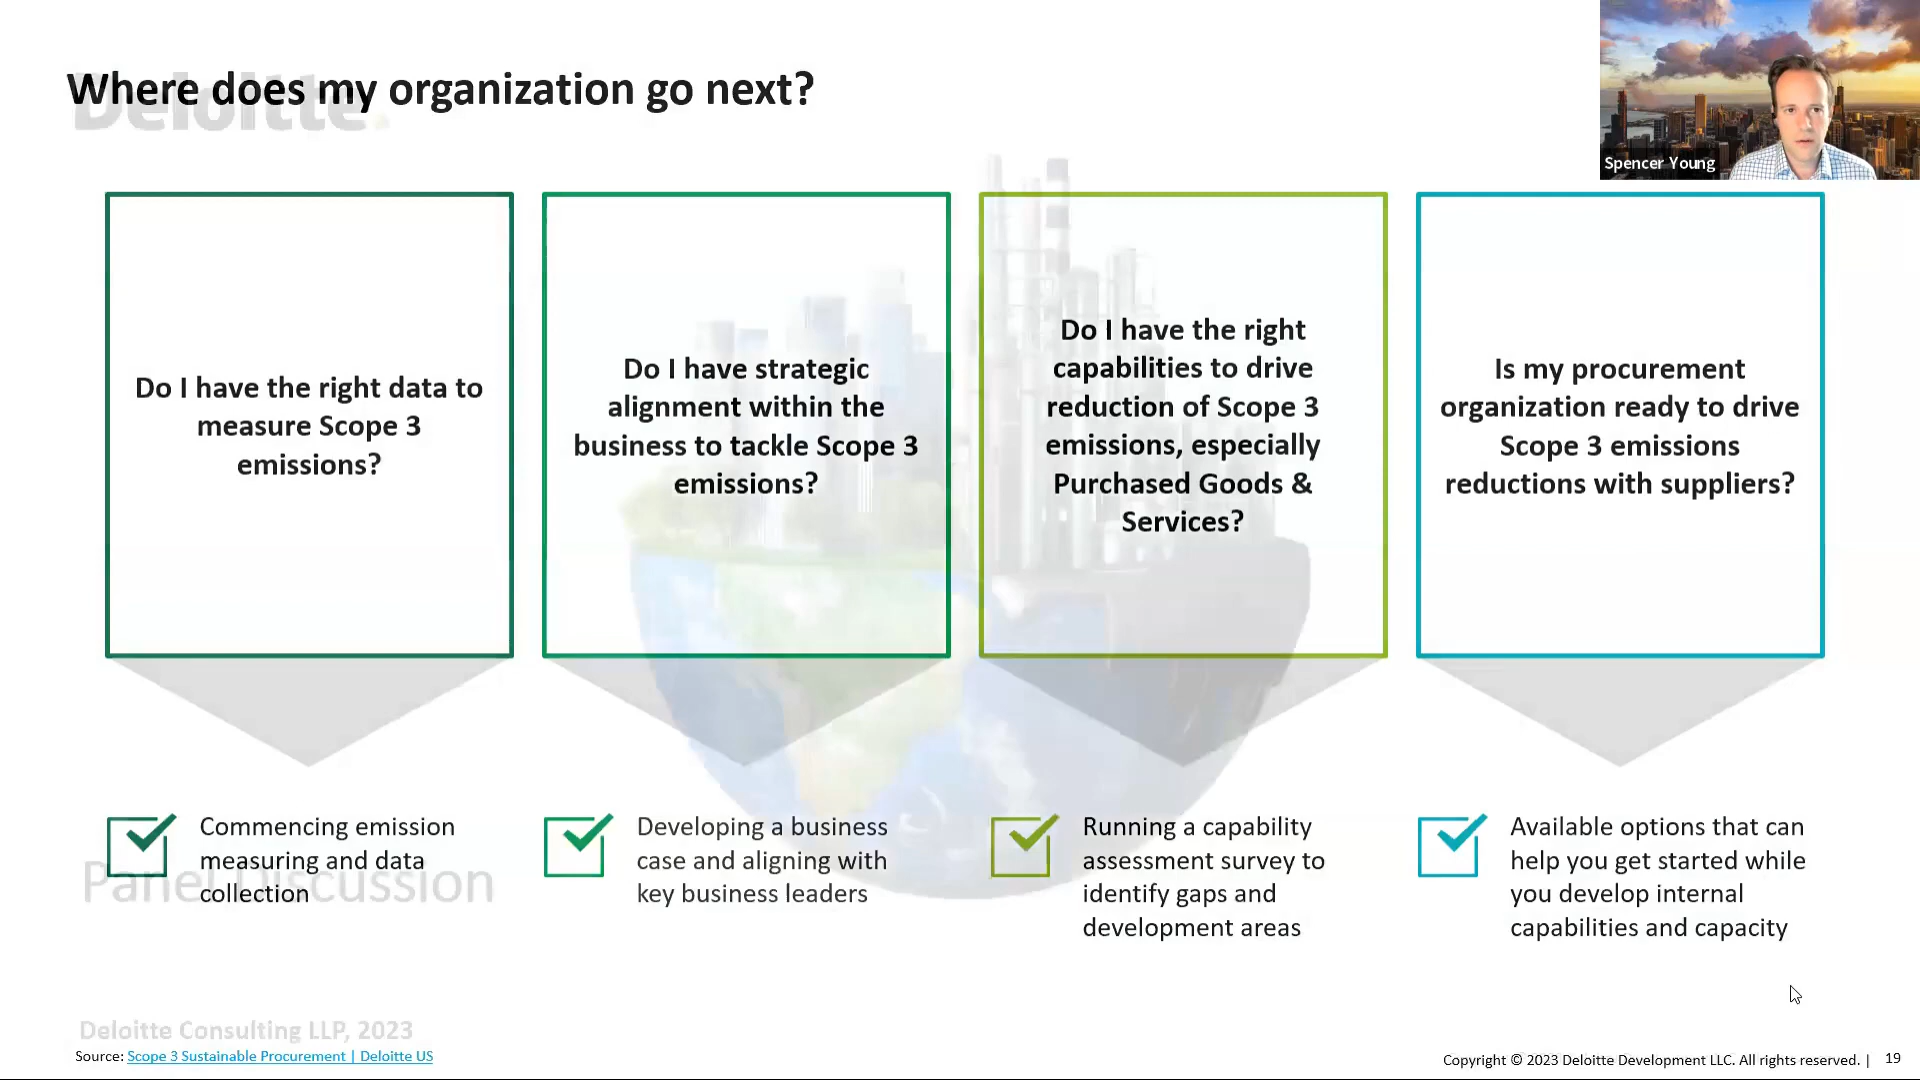 Where does my organization go next?
Deloitte.
Spencer Young
Do I have the right data to
measure Scope 3
emissions?
Do I have strategic
alignment within the
business to tackle Scope 3
emissions?
Do I have the right
capabilities to drive
reduction of Scope 3
emissions, especially
Purchased Goods &
Services?
Is my procurement
organization ready to drive
Scope 3 emissions
reductions with suppliers?
Commencing emission
measuring and data
collection
Panel Discussion
Developing a business
case and aligning with
key business leaders
Running a capability
assessment survey to
identify gaps and
development areas
Available options that can
help you get started while
you develop internal
capabilities and capacity
Deloitte Consulting LLP, 2023
Source: Scope 3 Sustainable Procurement | Deloitte US
Copyright © 2023 Deloitte Development LLC. All rights reserved. | 19